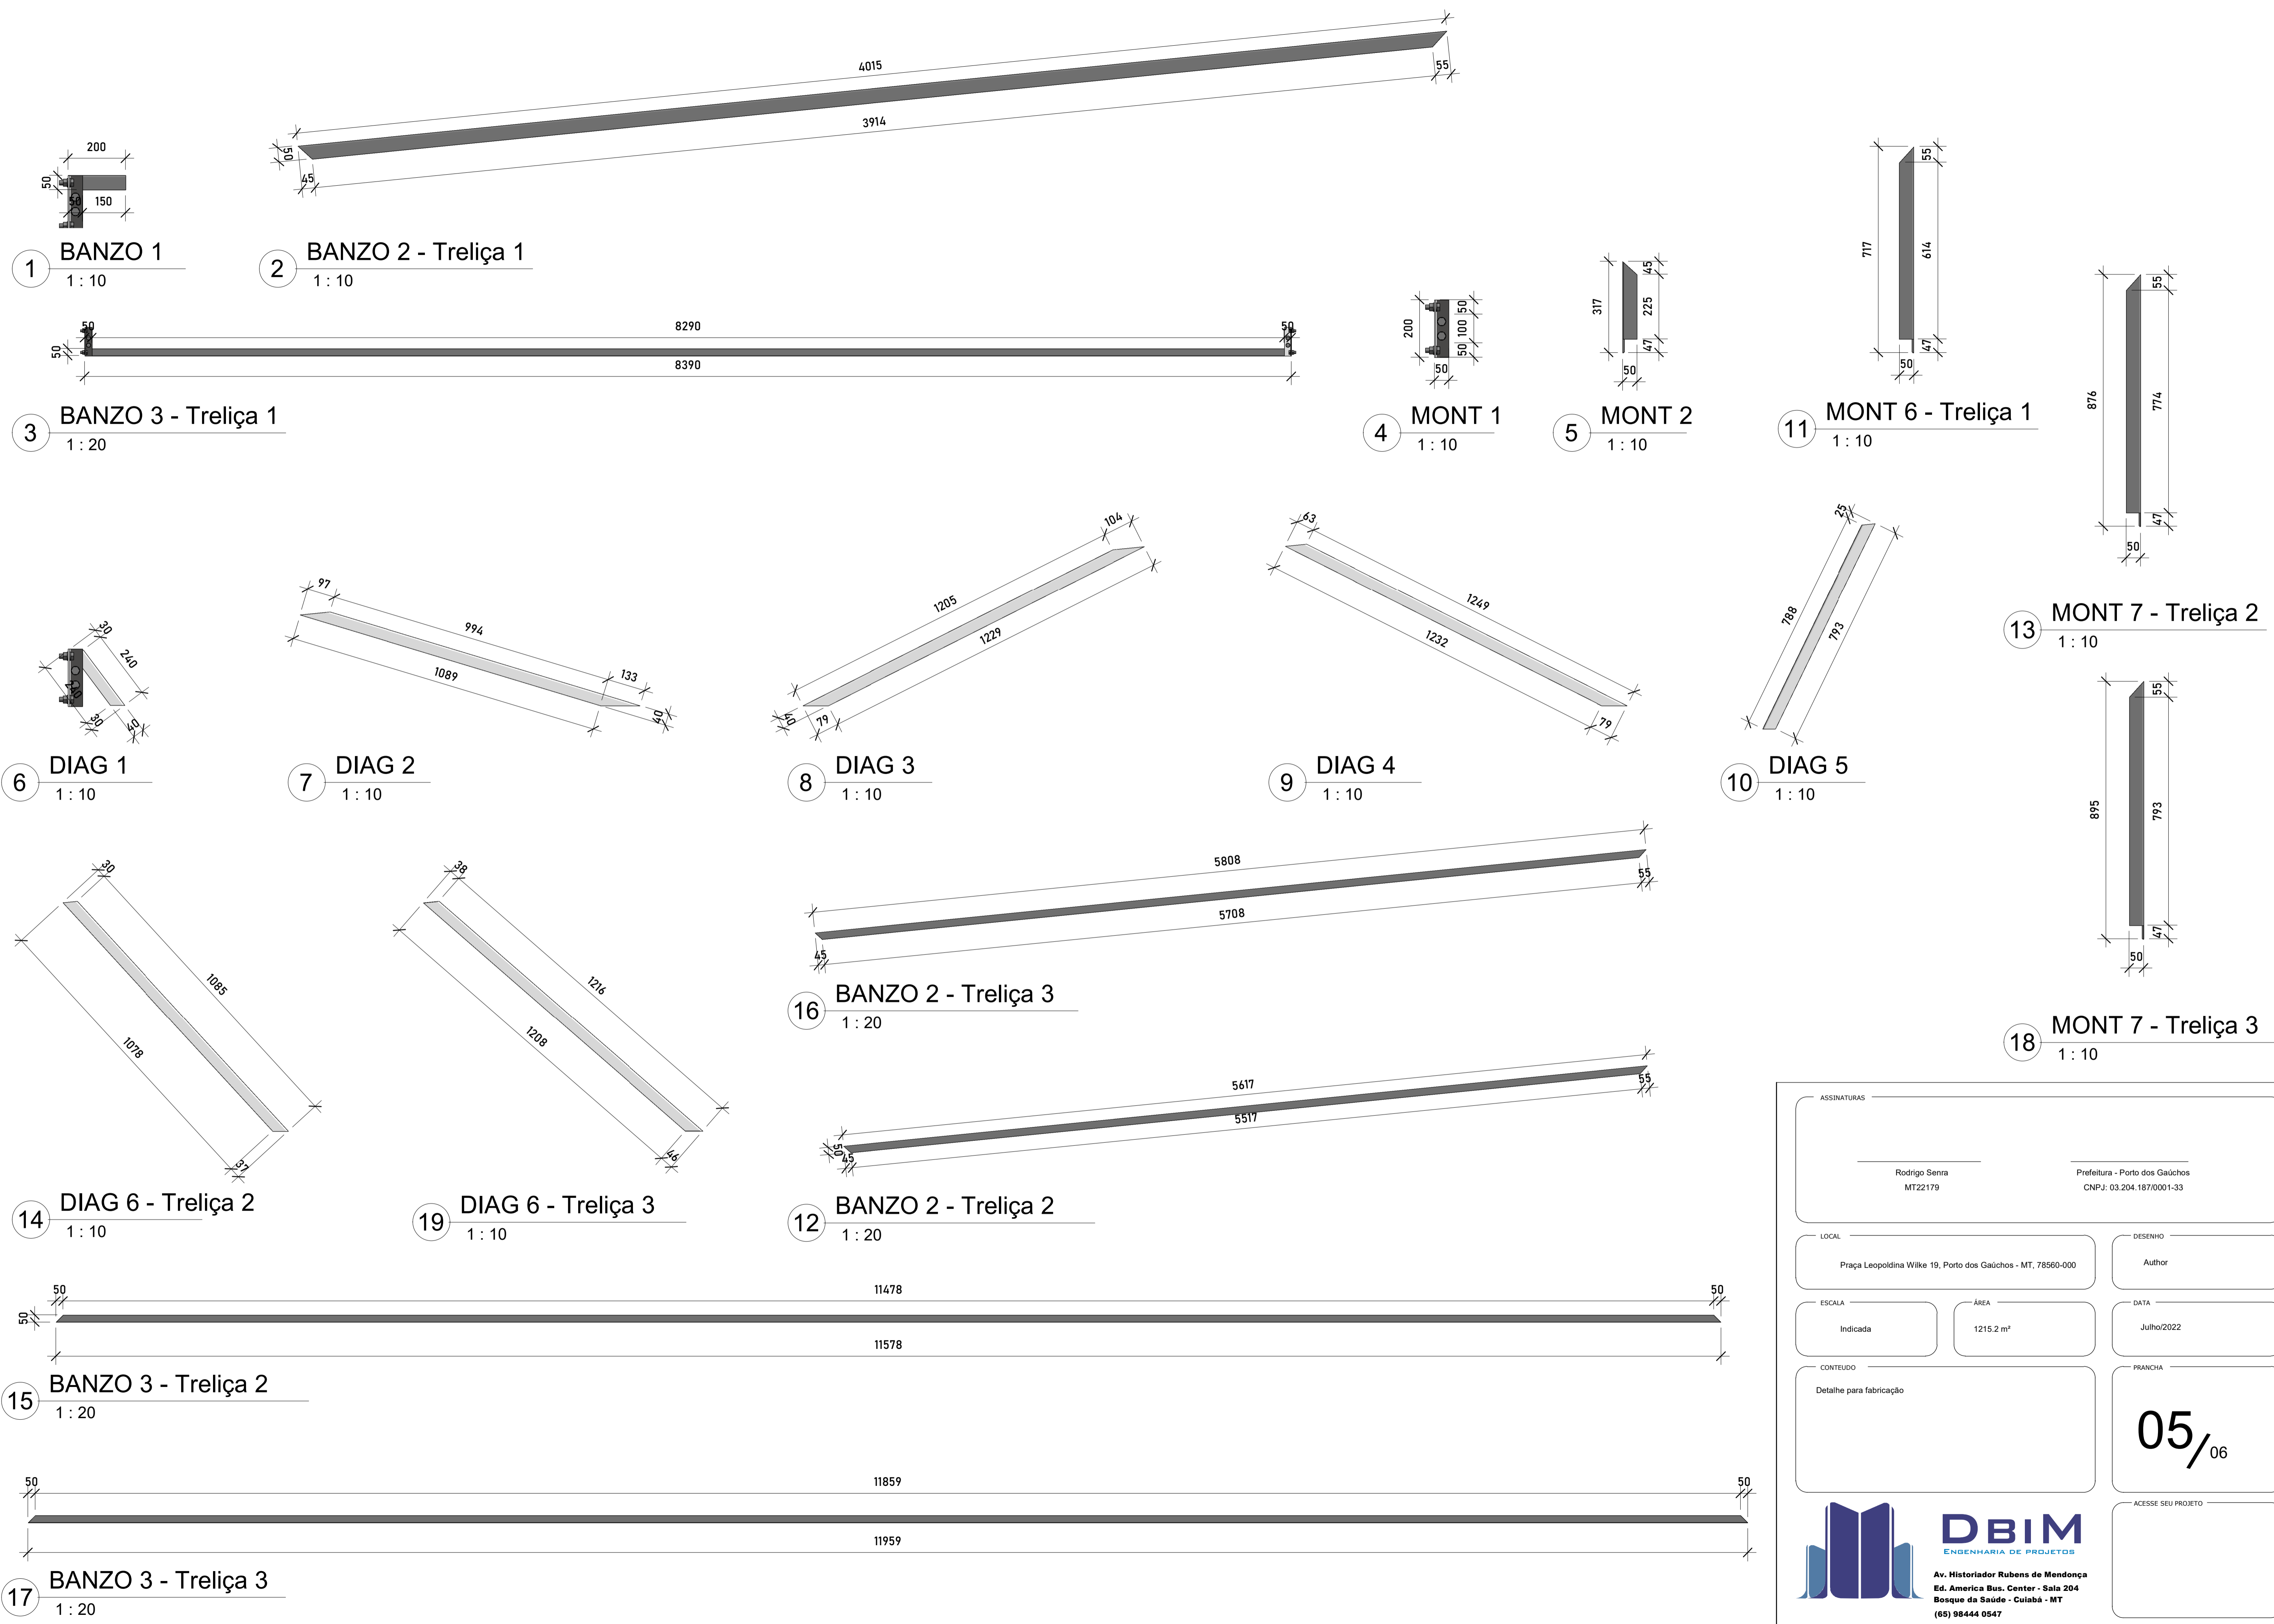 4015
55
3914
50
45
200
50
50
150
1
BANZO 1
1 : 10
2
BANZO 2 - Treliça 1
1 : 10
50
8290
50
50
8390
3
BANZO 3 - Treliça 1
1 : 20
200
50
100
50
50
4
MONT 1
1 : 10
317
45
225
47
50
5
MONT 2
1 : 10
717
55
614
47
50
11
MONT 6 - Treliça 1
1 : 10
876
55
774
47
50
13
MONT 7 - Treliça 2
1 : 10
30
240
30
40
6
DIAG 1
1 : 10
97
994
1089
133
40
7
DIAG 2
1 : 10
104
1205
1229
40
79
8
DIAG 3
1 : 10
63
1249
1232
79
9
DIAG 4
1 : 10
25
788
793
10
DIAG 5
1 : 10
895
55
793
47
50
18
MONT 7 - Treliça 3
1 : 10
30
1085
1078
37
14
DIAG 6 - Treliça 2
1 : 10
38
1216
1208
46
19
DIAG 6 - Treliça 3
1 : 10
5808
55
5708
45
16
BANZO 2 - Treliça 3
1 : 20
5617
55
5517
50
45
12
BANZO 2 - Treliça 2
1 : 20
50
11478
50
50
11578
15
BANZO 3 - Treliça 2
1 : 20
50
11859
50
11959
17
BANZO 3 - Treliça 3
1 : 20
ASSINATURAS
Rodrigo Senra
MT22179
Prefeitura - Porto dos Gaúchos
CNPJ: 03.204.187/0001-33
LOCAL
Praça Leopoldina Wilke 19, Porto dos Gaúchos - MT, 78560-000
DESENHO
Author
ESCALA
Indicada
ÁREA
1215.2 m²
DATA
Julho/2022
CONTEUDO
Detalhe para fabricação
PRANCHA
05/06
ACESSE SEU PROJETO
DBIM
ENGENHARIA DE PROJETOS
Av. Historiador Rubens de Mendonça
Ed. America Bus. Center - Sala 204
Bosque da Saúde - Cuiabá - MT
(65) 98444 0547